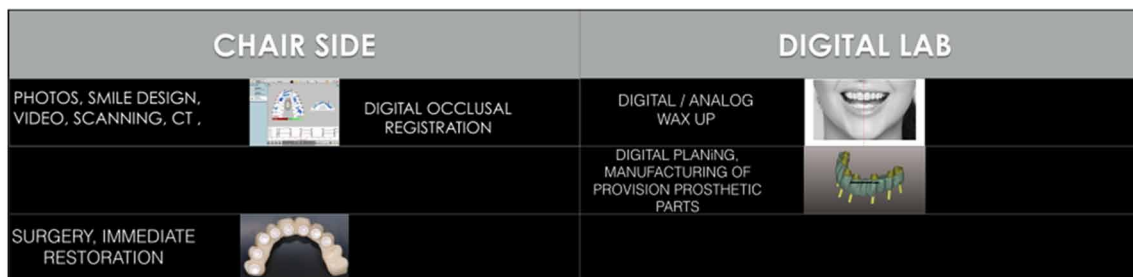 CHAIR SIDE
DIGITAL LAB
PHOTOS, SMILE DESIGN,
VIDEO, SCANNING, CT ,
DIGITAL OCCLUSAL
REGISTRATION
DIGITAL / ANALOG
WAX UP
DIGITAL PLANiNG,
MANUFACTURING OF
PROVISION PROSTHETIC
PARTS
SURGERY, IMMEDIATE
RESTORATION